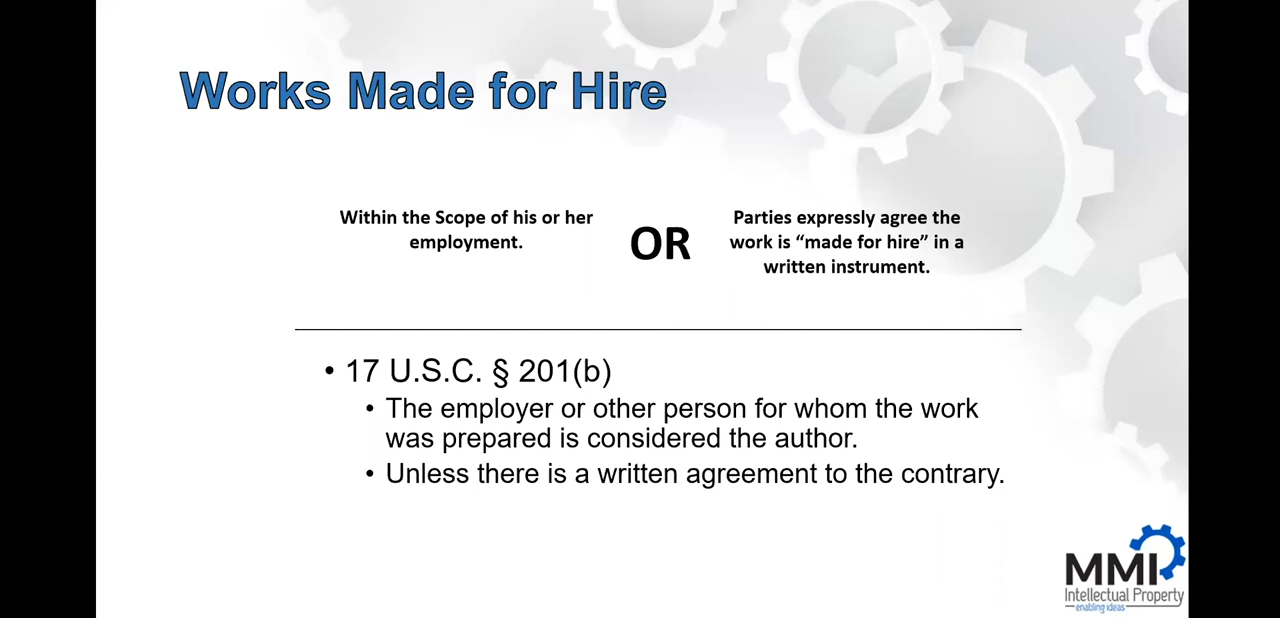 Works Made for Hire
Within the Scope of his or her
employment.
OR
Parties expressly agree the
work is “made for hire” in a
written instrument.
• 17 U.S.C. § 201(b)
• The employer or other person for whom the work
was prepared is considered the author.
• Unless there is a written agreement to the contrary.
MMI
Intellectual Property
enabling ideas